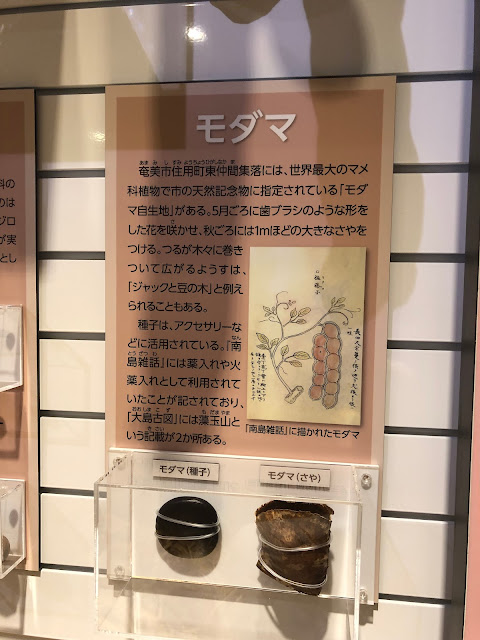 モダマ
奄美市住用町東仲間集落には、世界最大のマメ
科植物で市の天然記念物に指定されている「モダ
マ自生地」がある。5月ごろに歯ブラシのような形を
した花を咲かせ、秋ごろには1mほどの大きなさやを
つける。つるが木々に巻き
ついて広がるようすは、
「ジャックと豆の木」と例え
られることもある。
種子は、アクセサリーな
どに活用されている。『南
島雑話』には薬入れや火
薬入れとして利用されて
いたことが記されており、
『大島古図』には藻玉山と
いう記載が2か所ある。
『南島雑話』に描かれたモダマ
モダマ(種子)
モダマ(さや)